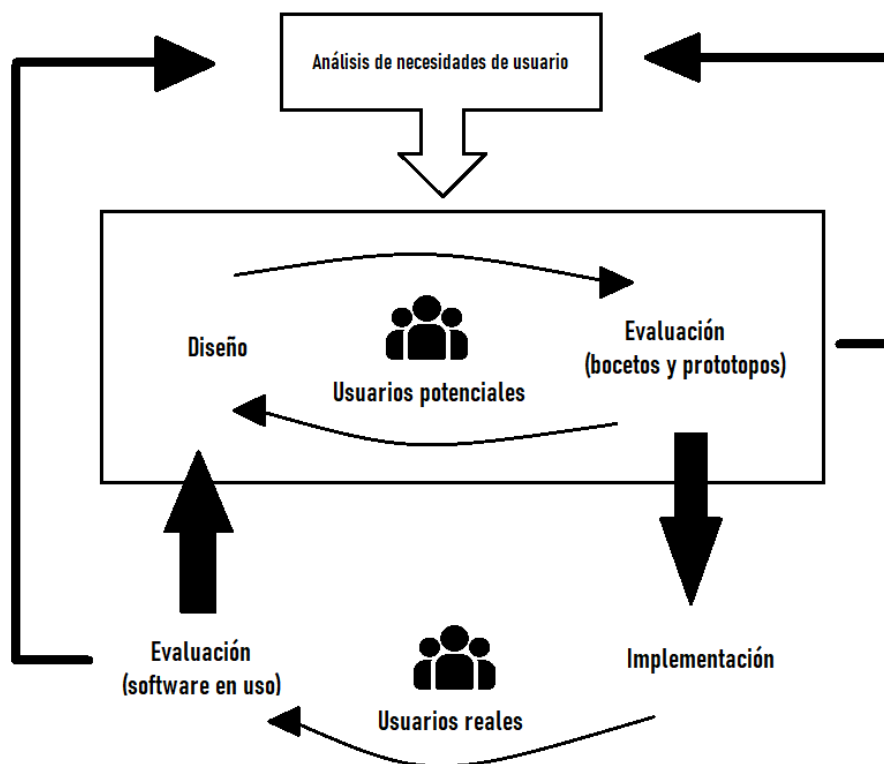 Análisis de necesidades de usuario
Diseño
Usuarios potenciales
Evaluación
(bocetos y prototopos)
Evaluación
(software en uso)
Usuarios reales
Implementación